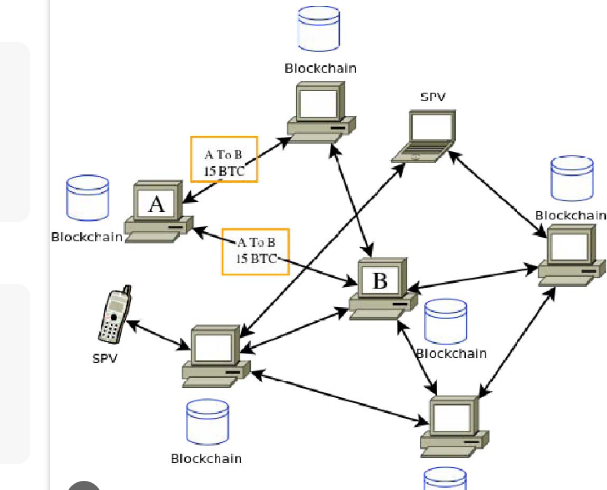 Blockchain
SPV
A To B
15 BTC
A
Blockchain
Blockchain
A To B
15 BTC
B
Blockchain
SPV
Blockchain